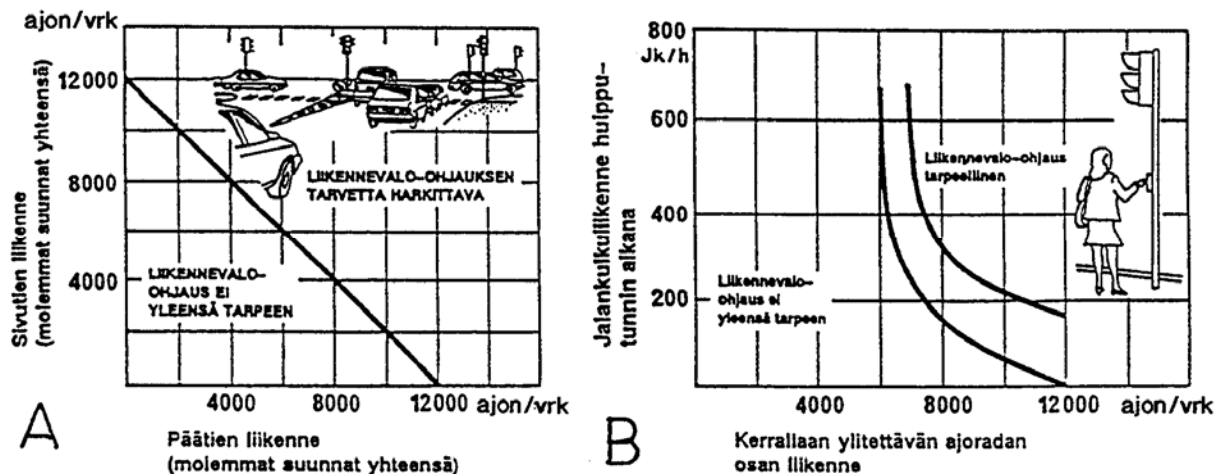 ajon/vrk
12000
8000
4000
Sivutien liikenne
(molemmat suunnat yhteensä)
LIIKENNEVALO-OHJAUKSEN
TARVETTA HARKITTAVA
LIIKENNEVALO-
OHJAUS EI
YLEENSÄ TARPEEN
4000 8000 12000 ajon/vrk
A
Päätien liikenne
(molemmat suunnat yhteensä)
800
Jk/h
600
400
200
Jalankulkuliikenne huippu-
tunnin aikana
Liikennevalo-ohjaus
tarpeellinen
Liikennevalo-
ohjaus ei
yleensä tarpeen
4000 8000 12000 ajon/vrk
B
Kerrallaan ylitettävän ajoradan
osan liikenne